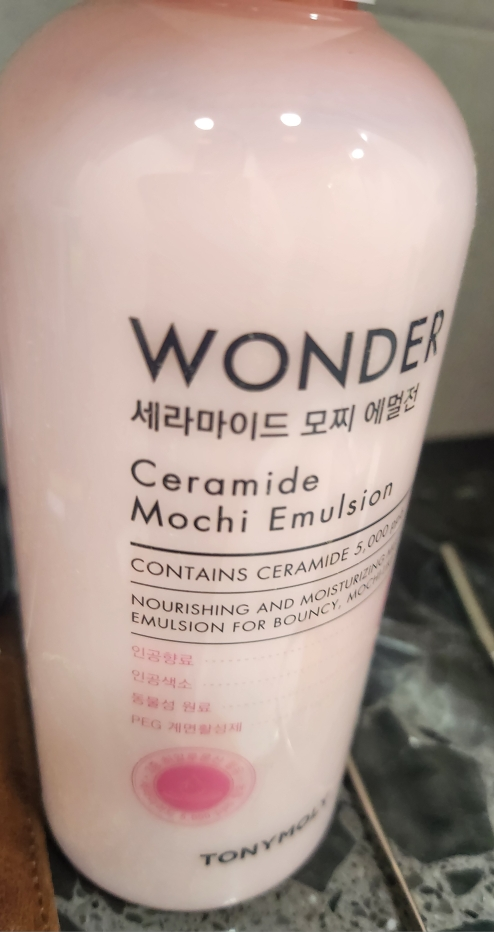 WONDER
세라마이드 모찌 에멀전
Ceramide
Mochi Emulsion
CONTAINS CERAMIDE 5,000
NOURISHING AND MOISTURIZING
EMULSION FOR BOUNCY,
인공향료
인공색소
동물성 원료
PEG 계면활성제
TONYMOLY